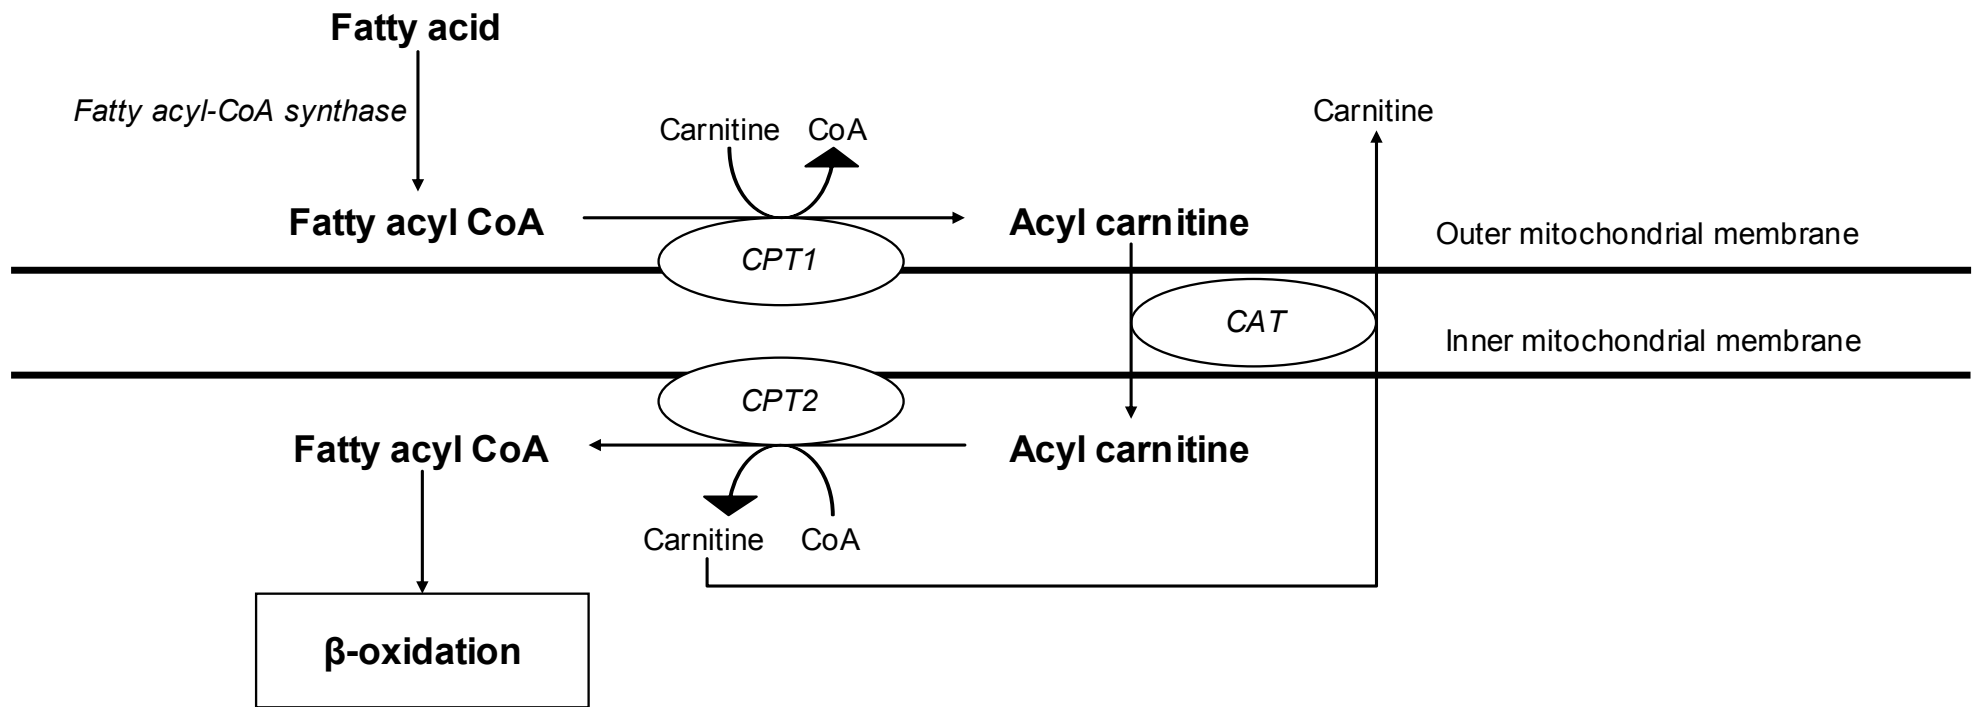 Fatty acid
Fatty acyl-CoA synthase
Carnitine CoA
Carnitine
Fatty acyl CoA
Acyl carnitine
Outer mitochondrial membrane
CPT1
CAT
Inner mitochondrial membrane
CPT2
Fatty acyl CoA
Acyl carnitine
Carnitine CoA
β-oxidation